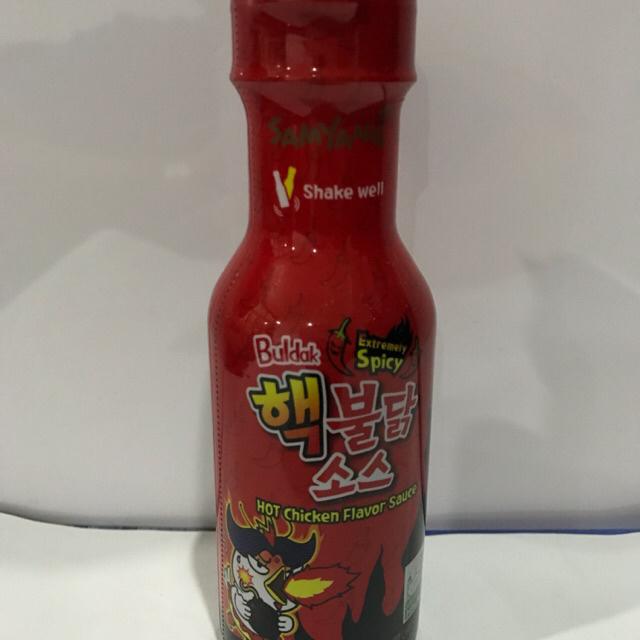 SAMYANG
Shake well
Buldak
Extremely
Spicy
핵불닭
소스
HOT Chicken Flavor Sauce